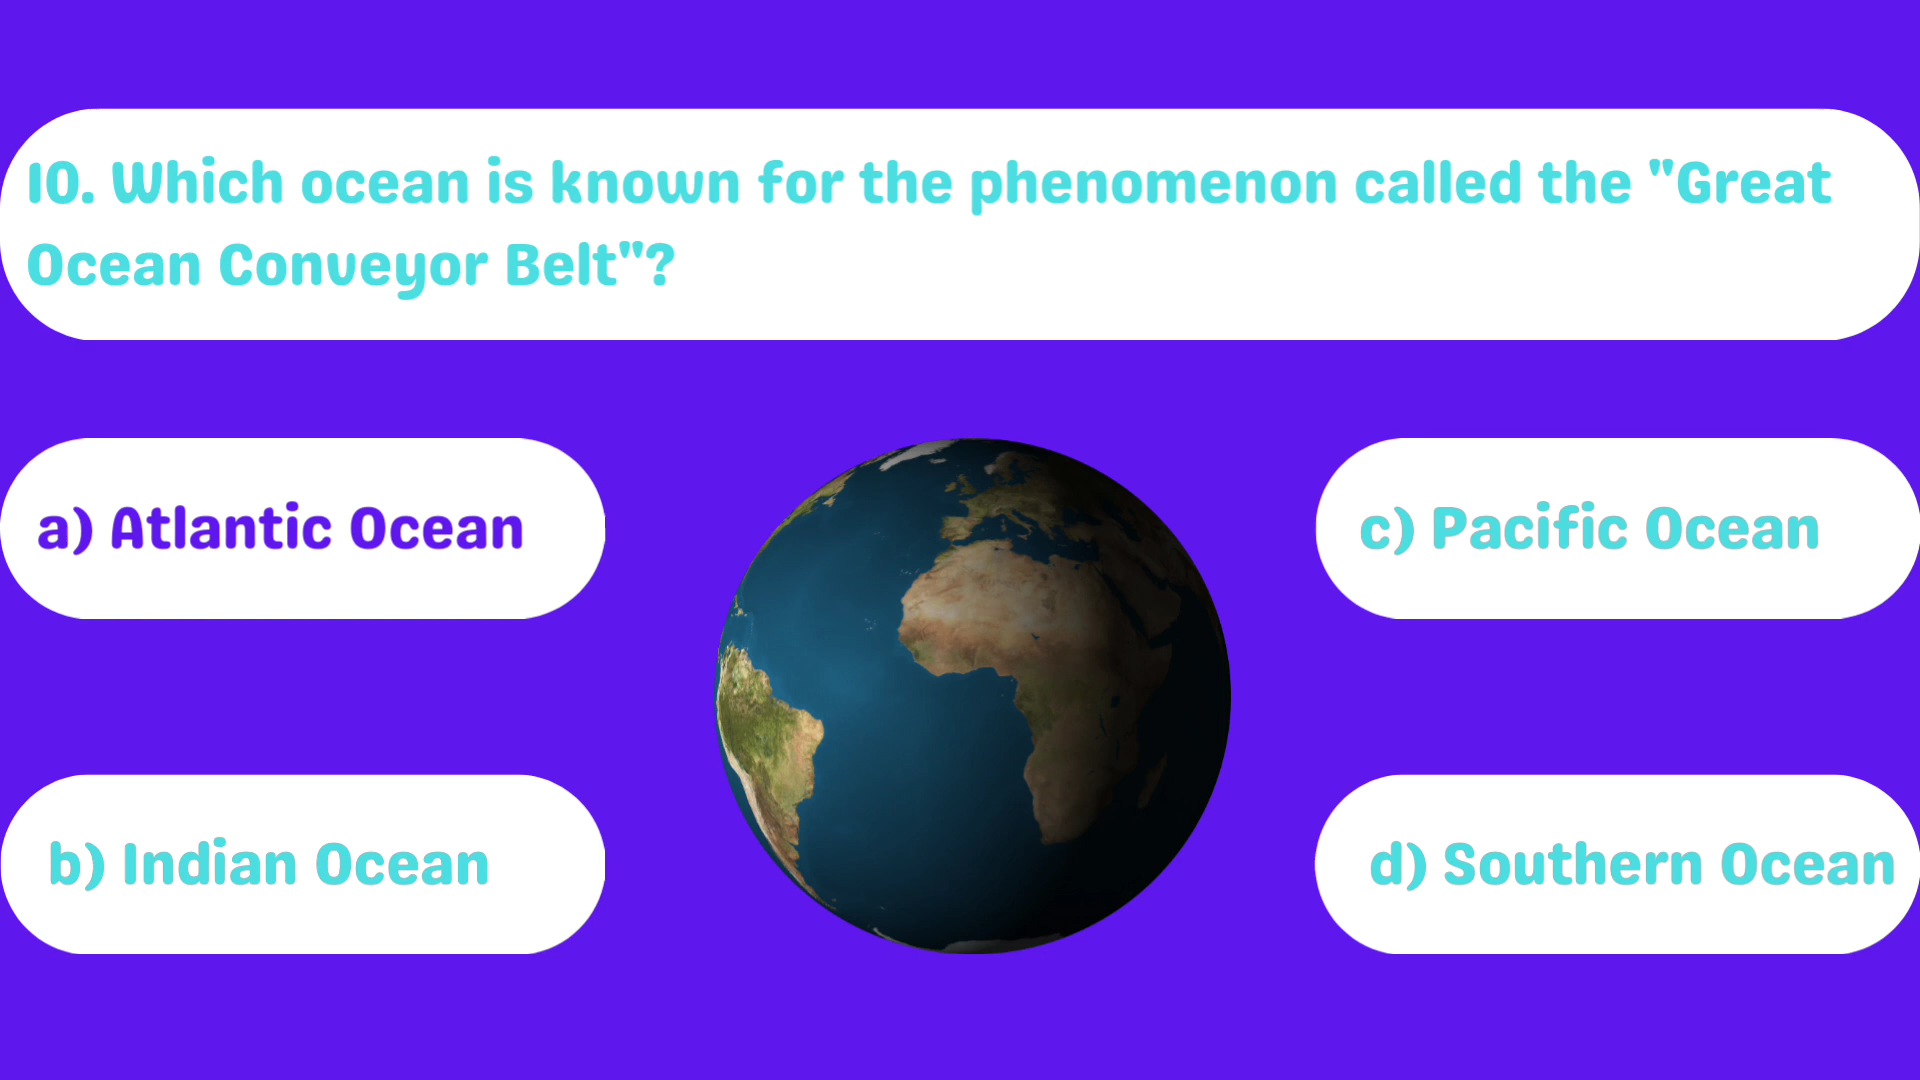 10. Which ocean is known for the phenomenon called the "Great
Ocean Conveyor Belt"?
a) Atlantic Ocean
b) Indian Ocean
c) Pacific Ocean
d) Southern Ocean